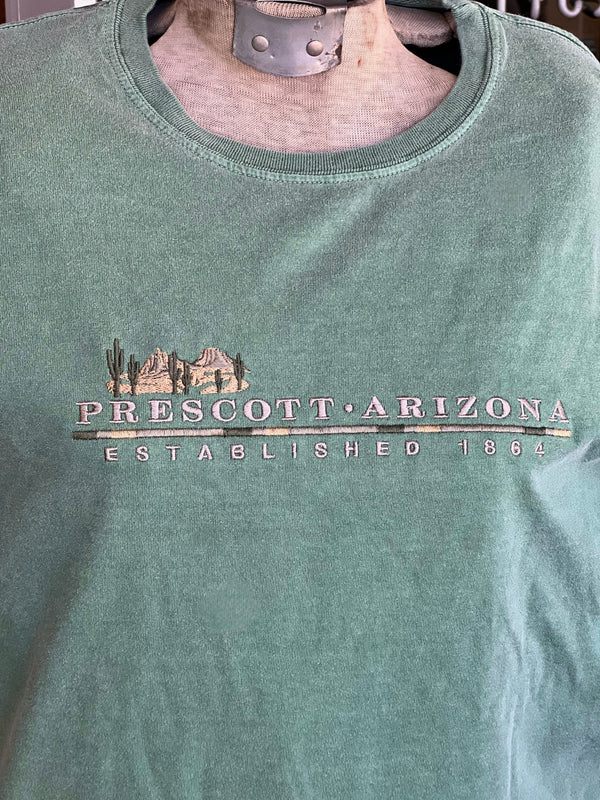 PRESCOTT · ARIZONA
ESTABLISHED 1864